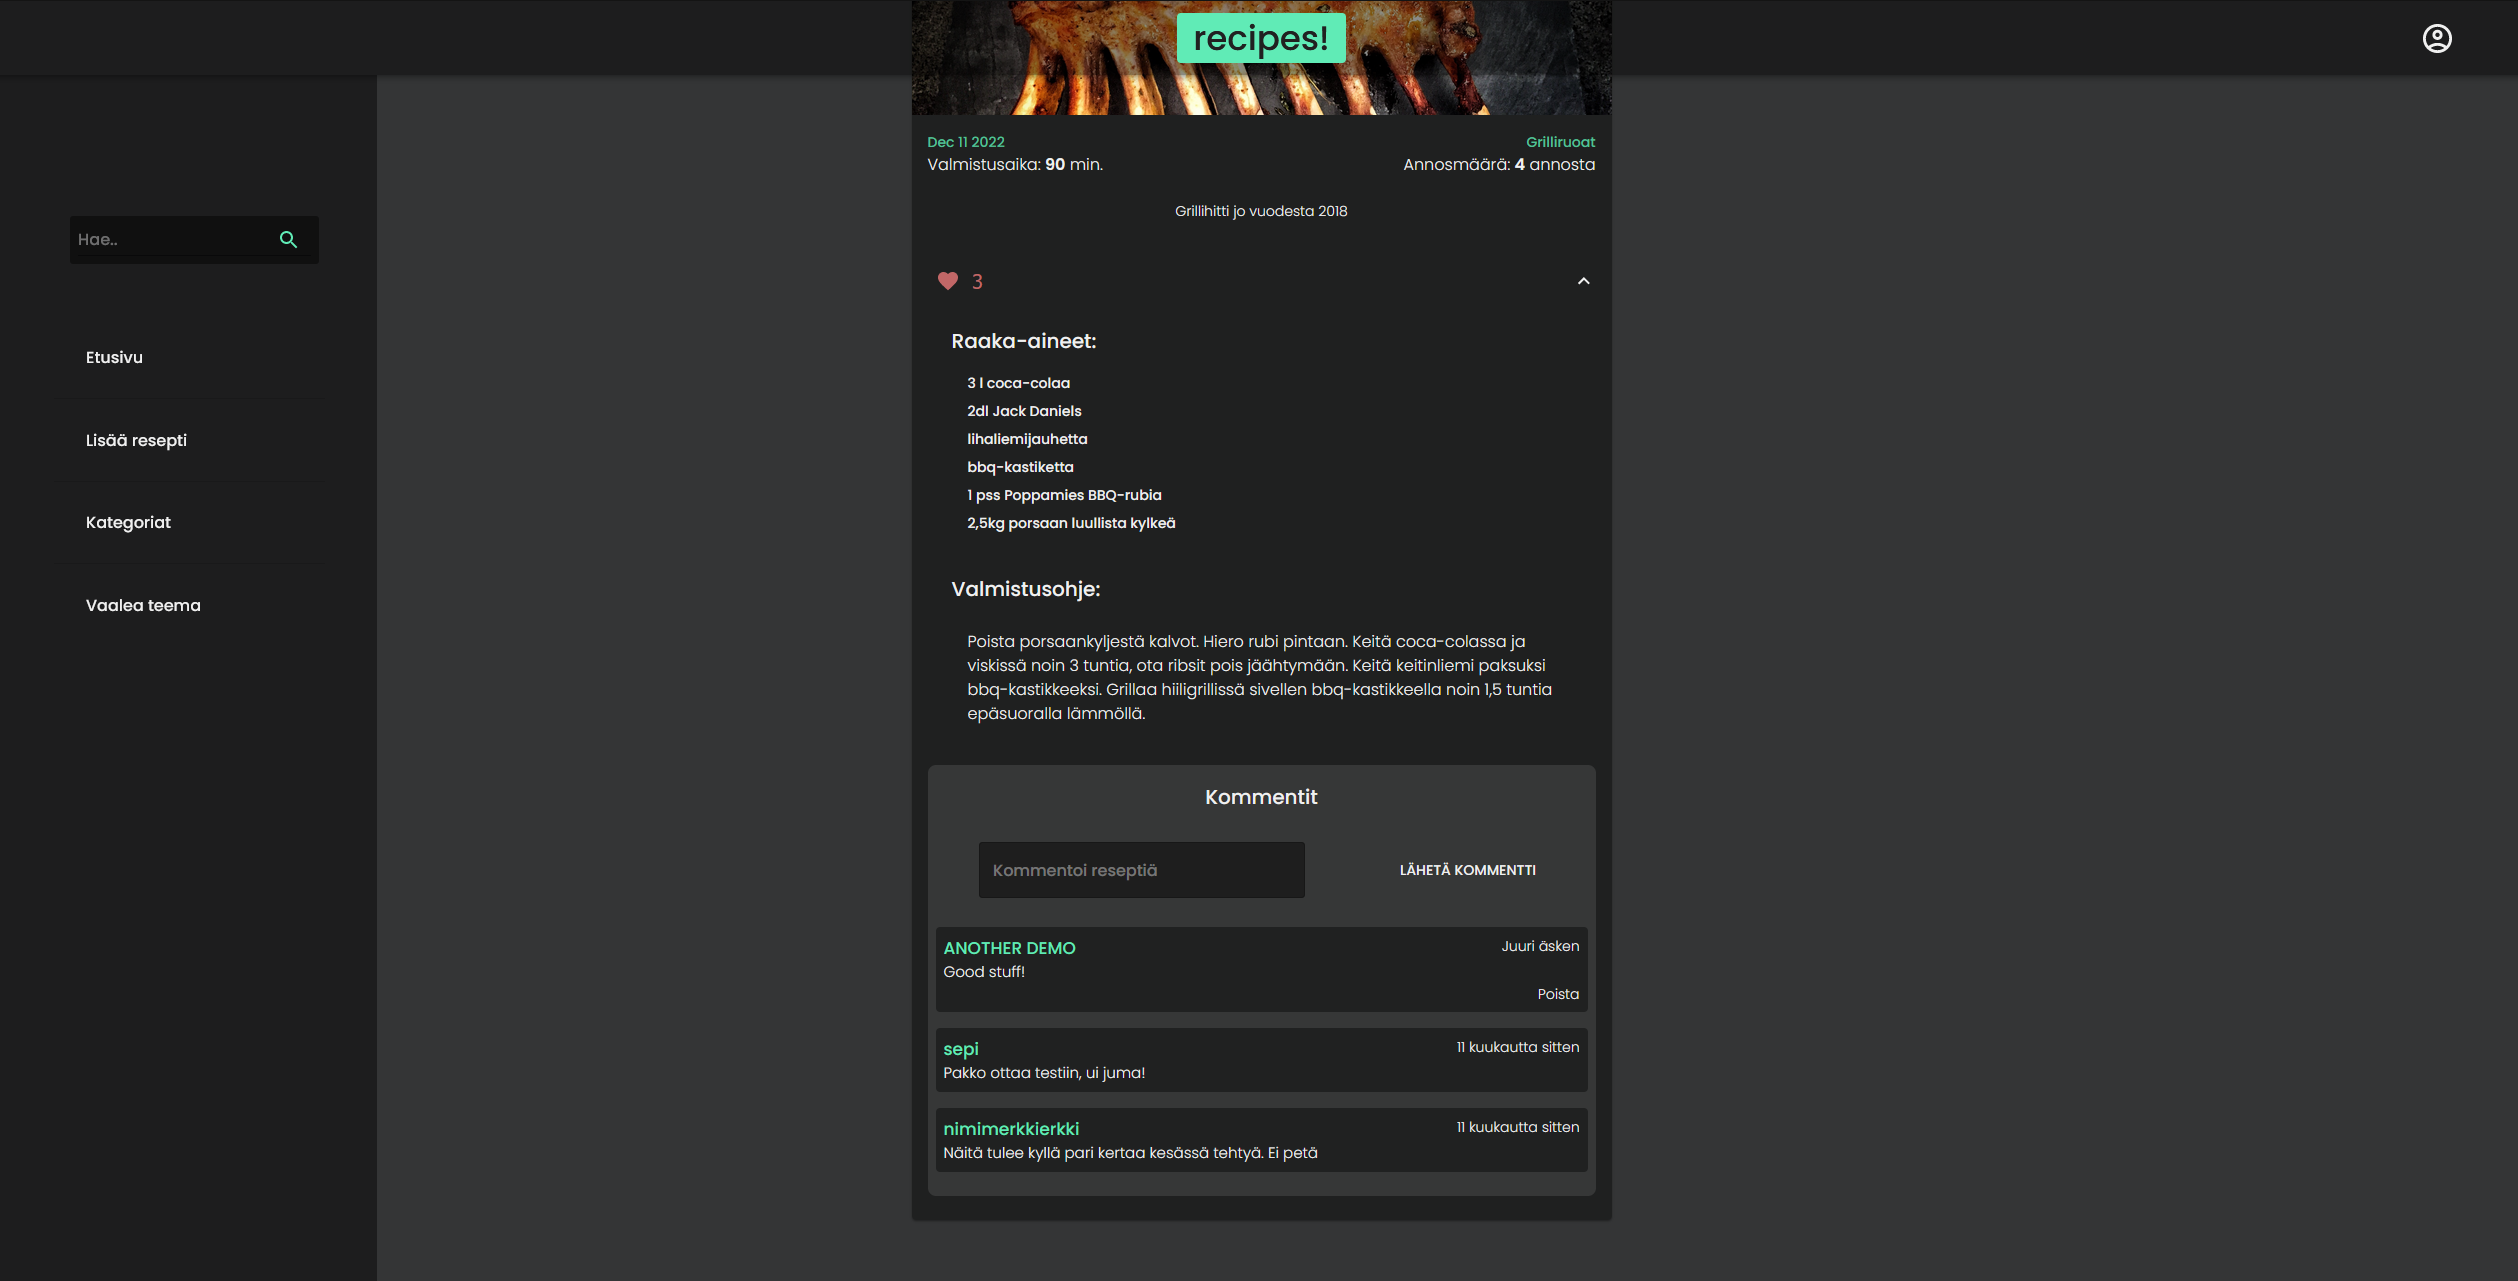 recipes!
Hae..
Etusivu
Lisää resepti
Kategoriat
Vaalea teema
Dec 11 2022
Grilliruoat
Valmistusaika: 90 min.
Annosmäärä: 4 annosta
Grillihitti jo vuodesta 2018
3
Raaka-aineet:
3 l coca-colaa
2dl Jack Daniels
lihaliemijauhetta
bbq-kastiketta
1 pss Poppamies BBQ-rubia
2,5kg porsaan luullista kylkeä
Valmistusohje:
Poista porsaankyljestä kalvot. Hiero rubi pintaan. Keitä coca-colassa ja
viskissä noin 3 tuntia, ota ribsit pois jäähtymään. Keitä keitinliemi paksuksi
bbq-kastikkeeksi. Grillaa hiiligrillissä sivellen bbq-kastikkeella noin 1,5 tuntia
epäsuoralla lämmöllä.
Kommentit
Kommentoi reseptiä
LÄHETÄ KOMMENTTI
ANOTHER DEMO
Juuri äsken
Good stuff!
Poista
sepi
11 kuukautta sitten
Pakko ottaa testiin, ui juma!
nimimerkkierkki
11 kuukautta sitten
Näitä tulee kyllä pari kertaa kesässä tehtyä. Ei petä